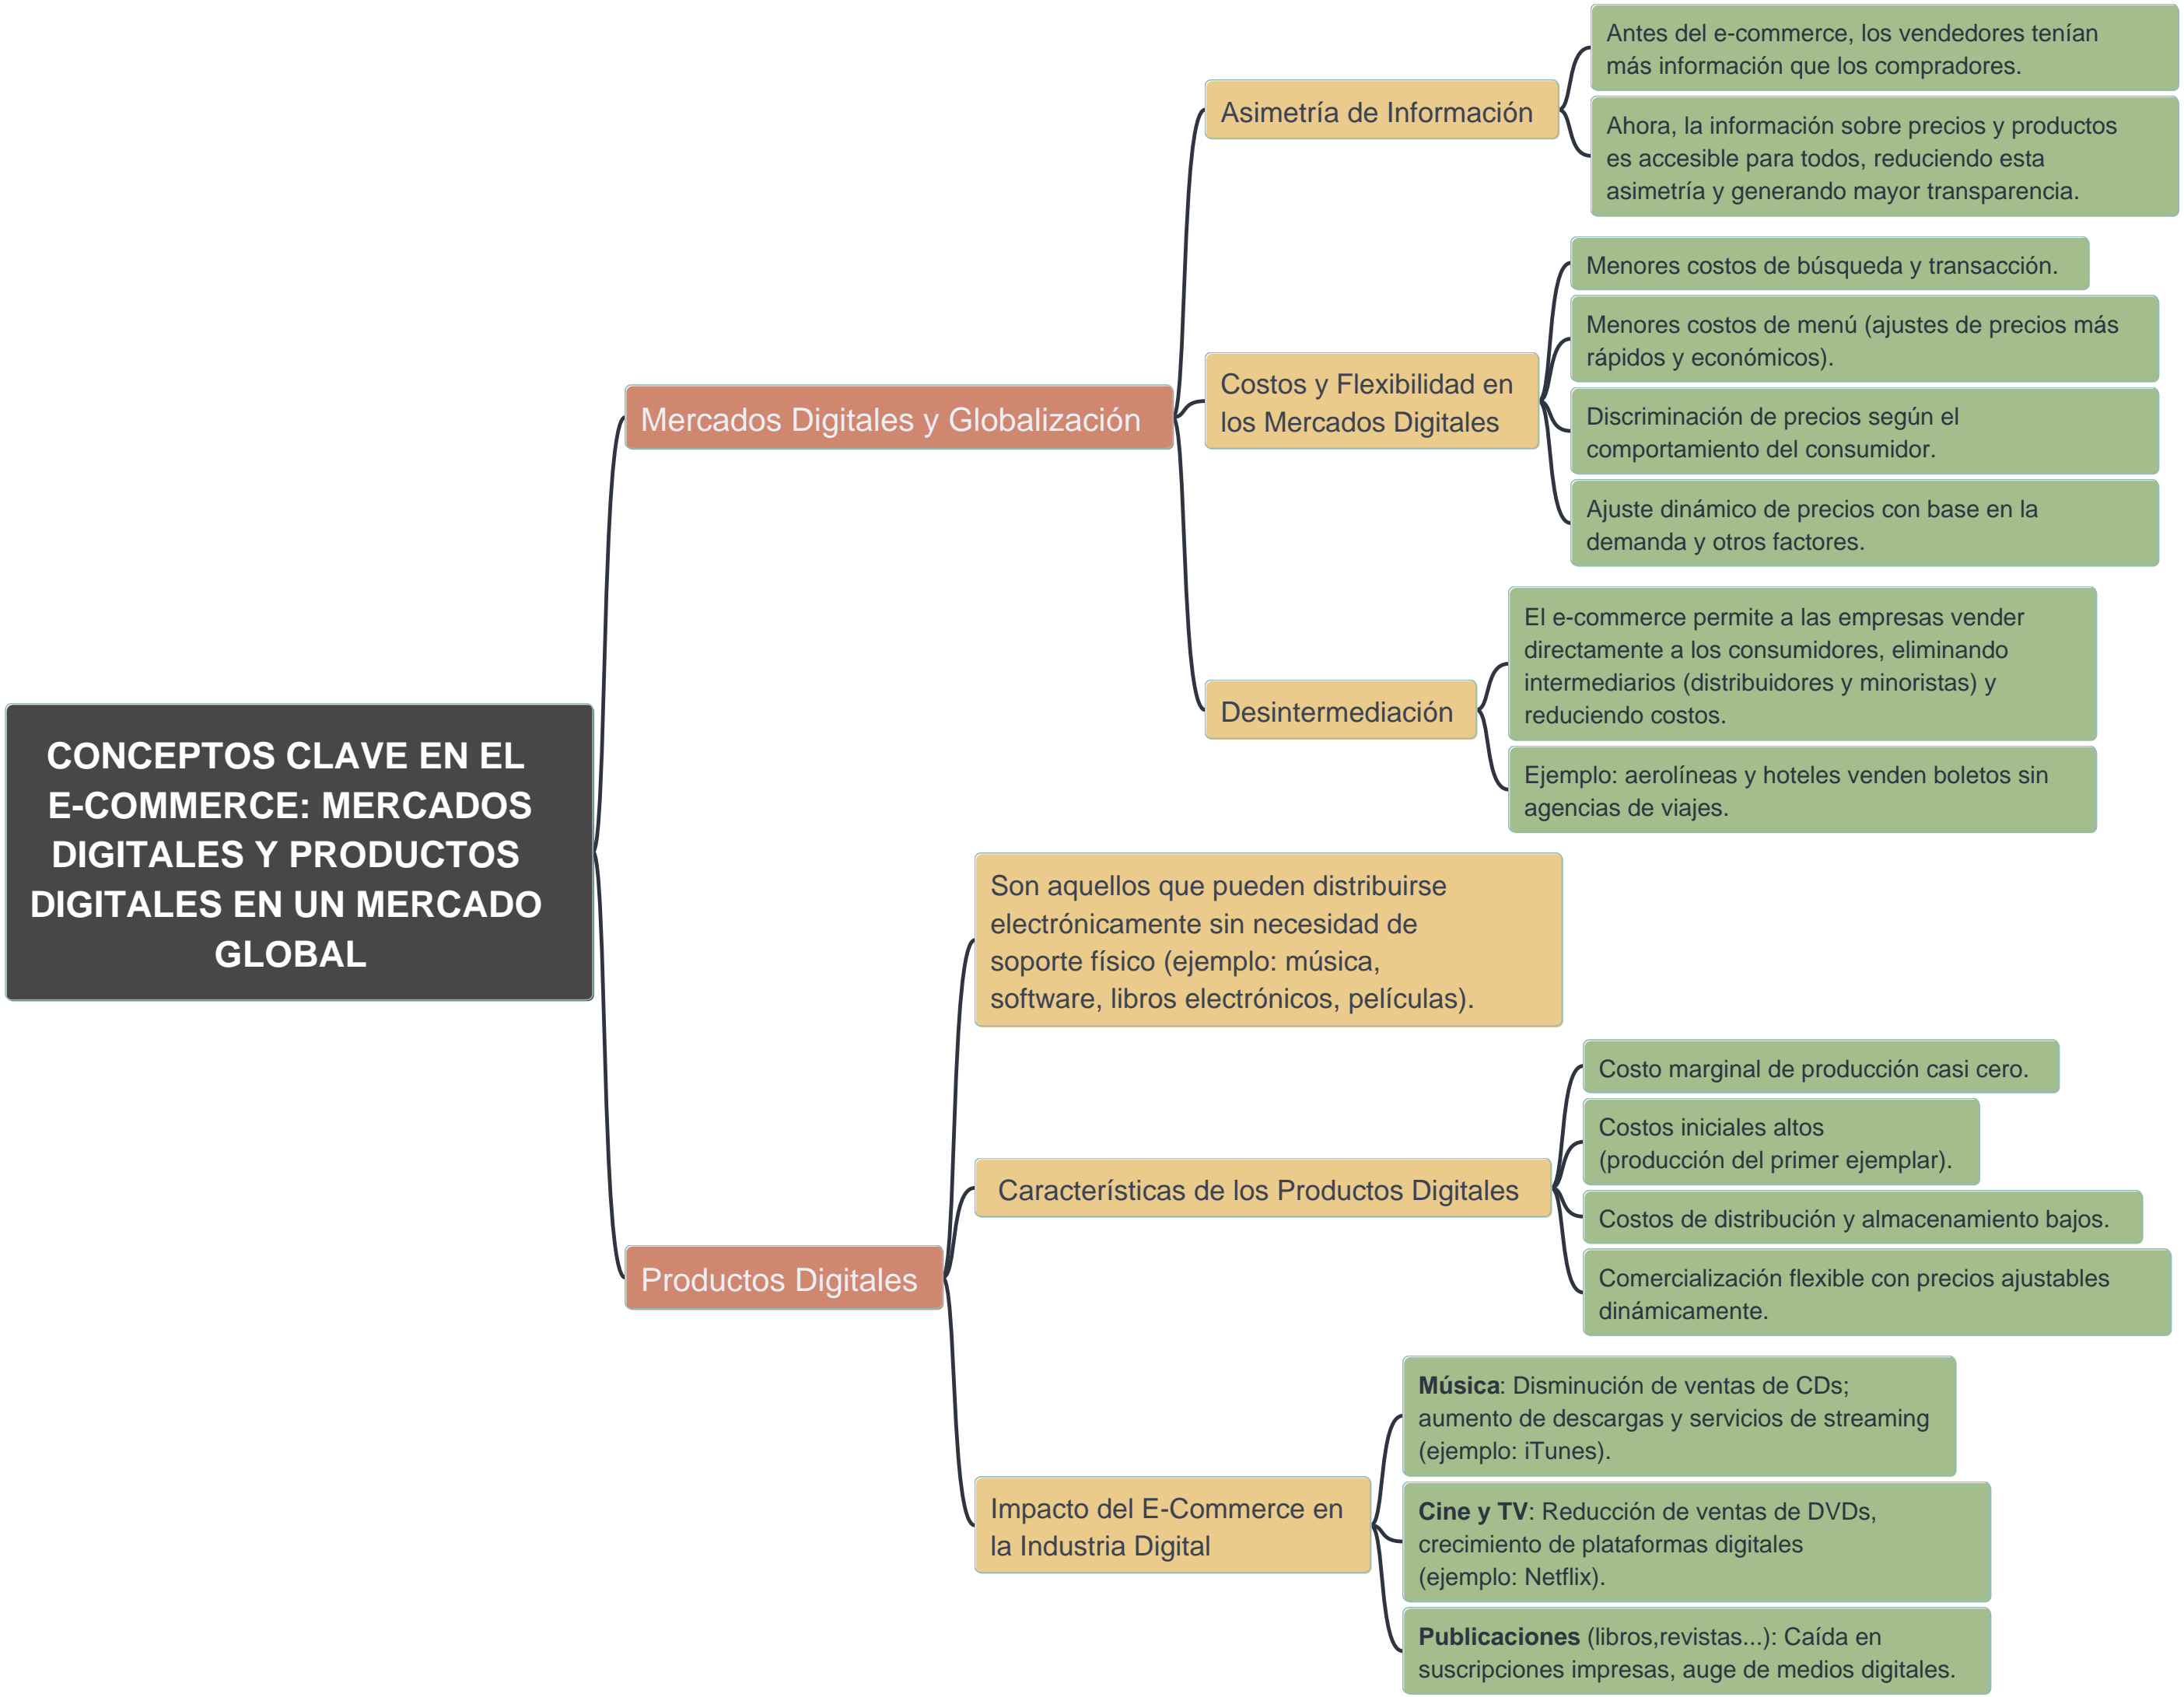 CONCEPTOS CLAVE EN EL
E-COMMERCE: MERCADOS
DIGITALES Y PRODUCTOS
DIGITALES EN UN MERCADO
GLOBAL
Mercados Digitales y Globalización
Asimetría de Información
Antes del e-commerce, los vendedores tenían
más información que los compradores.
Ahora, la información sobre precios y productos
es accesible para todos, reduciendo esta
asimetría y generando mayor transparencia.
Costos y Flexibilidad en
los Mercados Digitales
Menores costos de búsqueda y transacción.
Menores costos de menú (ajustes de precios más
rápidos y económicos).
Discriminación de precios según el
comportamiento del consumidor.
Ajuste dinámico de precios con base en la
demanda y otros factores.
Desintermediación
El e-commerce permite a las empresas vender
directamente a los consumidores, eliminando
intermediarios (distribuidores y minoristas) y
reduciendo costos.
Ejemplo: aerolíneas y hoteles venden boletos sin
agencias de viajes.
Productos Digitales
Son aquellos que pueden distribuirse
electrónicamente sin necesidad de
soporte físico (ejemplo: música,
software, libros electrónicos, películas).
Características de los Productos Digitales
Costo marginal de producción casi cero.
Costos iniciales altos
(producción del primer ejemplar).
Costos de distribución y almacenamiento bajos.
Comercialización flexible con precios ajustables
dinámicamente.
Impacto del E-Commerce en
la Industria Digital
Música: Disminución de ventas de CDs;
aumento de descargas y servicios de streaming
(ejemplo: iTunes).
Cine y TV: Reducción de ventas de DVDs,
crecimiento de plataformas digitales
(ejemplo: Netflix).
Publicaciones (libros,revistas...): Caída en
suscripciones impresas, auge de medios digitales.